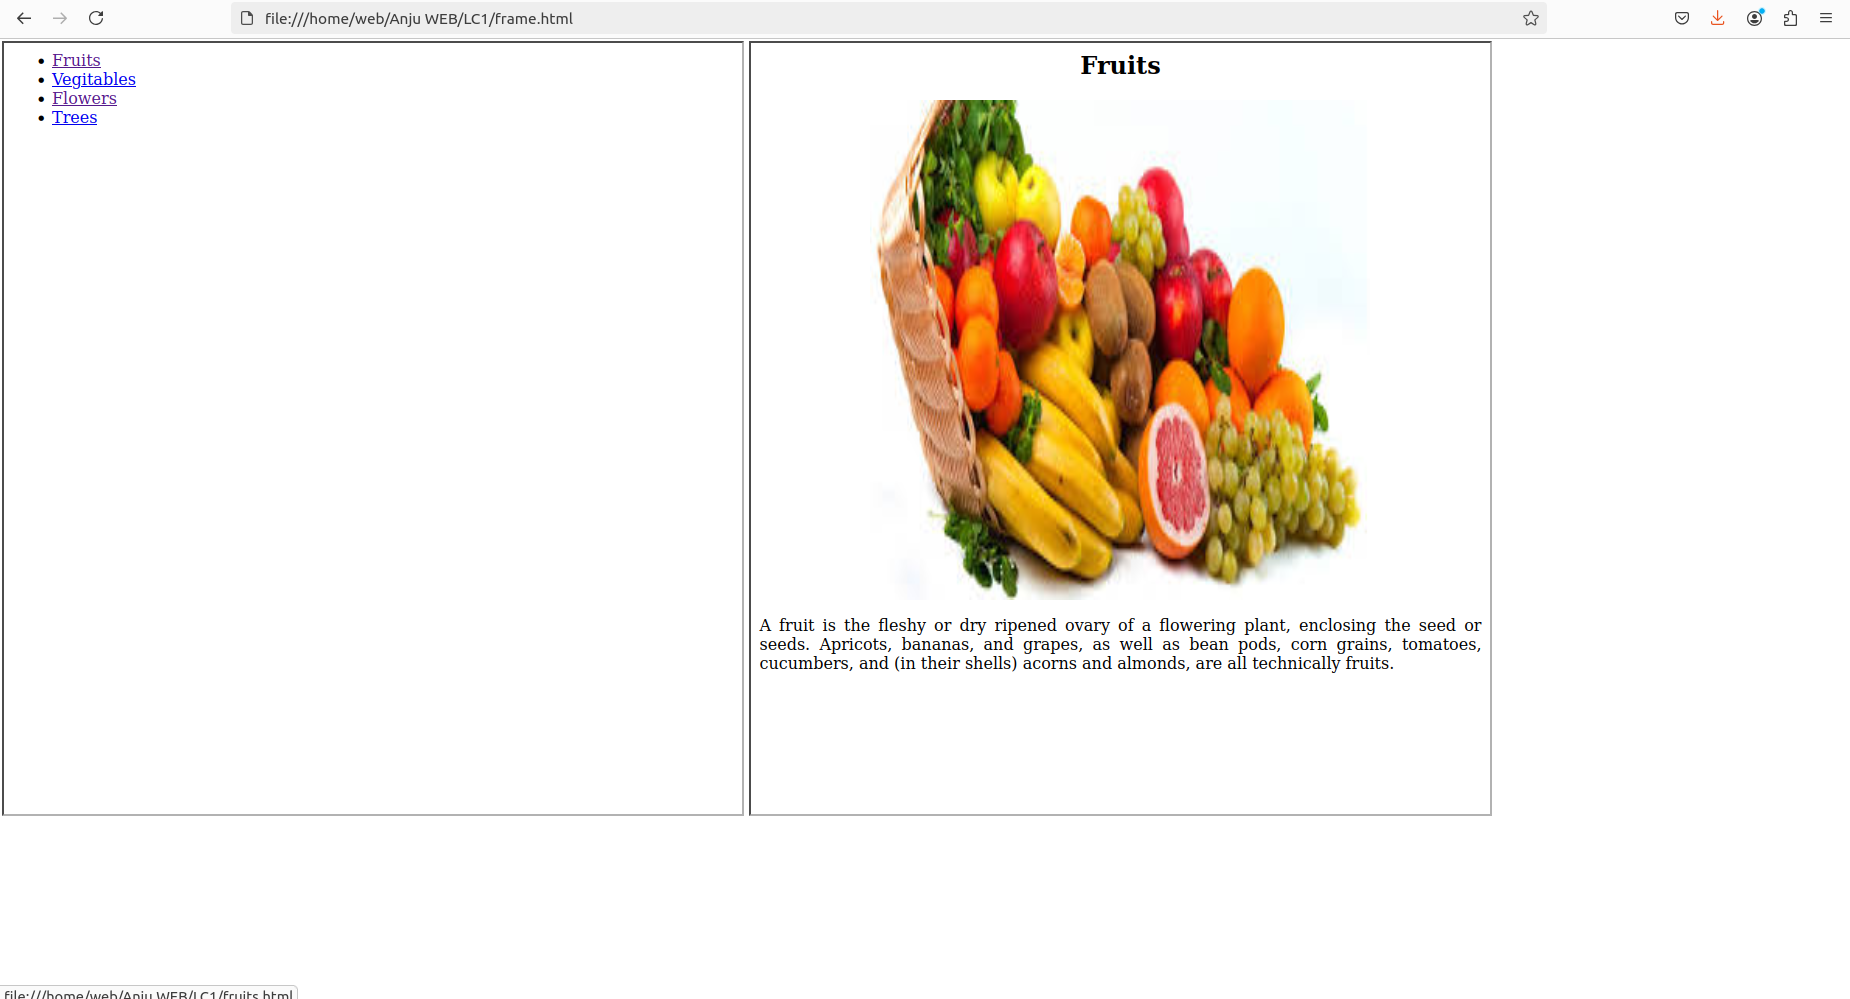 file:///home/web/Anju WEB/LC1/frame.html
Fruits
Vegitables
Flowers
Trees
Fruits
A fruit is the fleshy or dry ripened ovary of a flowering plant, enclosing the seed or
seeds. Apricots, bananas, and grapes, as well as bean pods, corn grains, tomatoes,
cucumbers, and (in their shells) acorns and almonds, are all technically fruits.
file:///home/web/Anju WEB/LC1/fruits.html